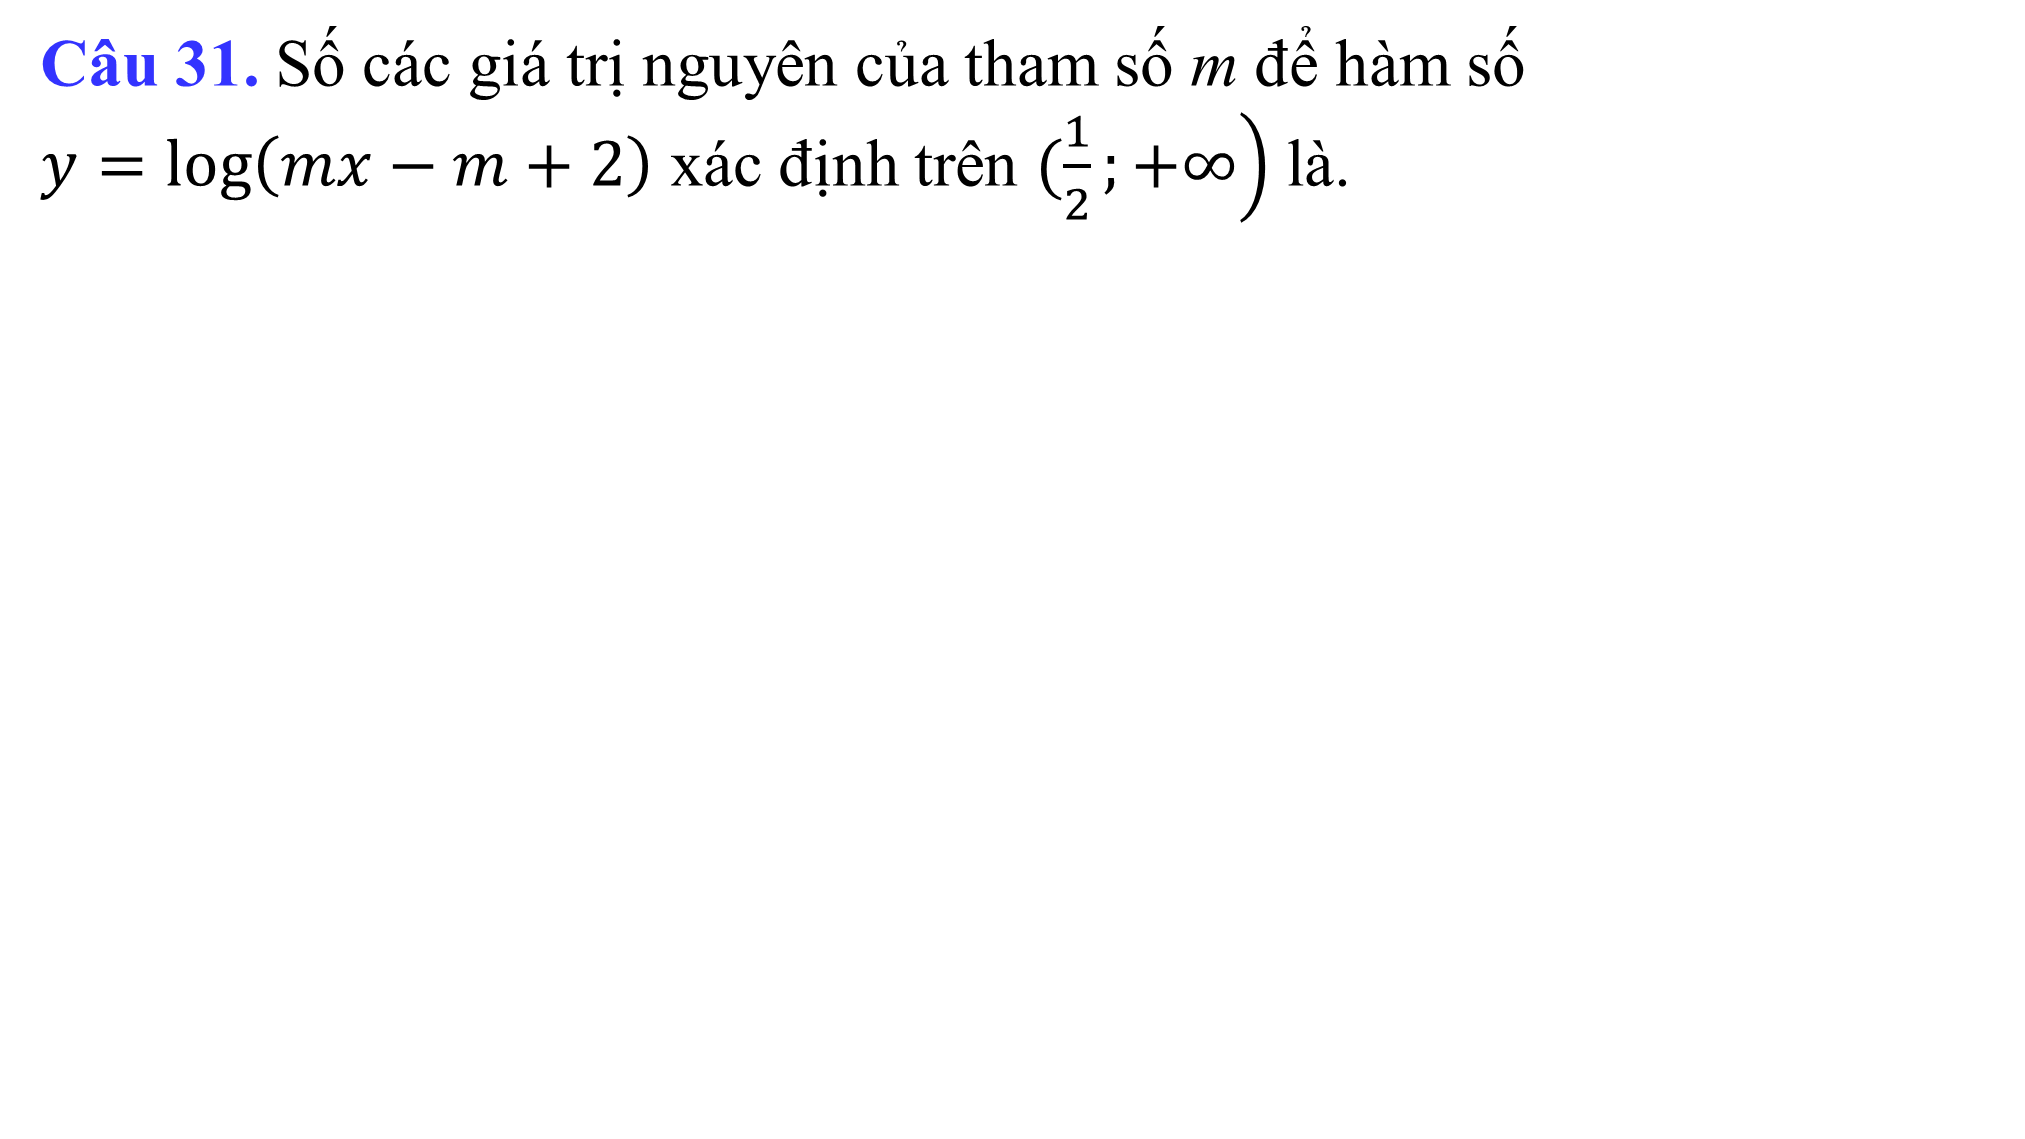 Câu 31. Số các giá trị nguyên của tham số m để hàm số
y = log(mx − m + 2) xác định trên (1/2; +∞) là.